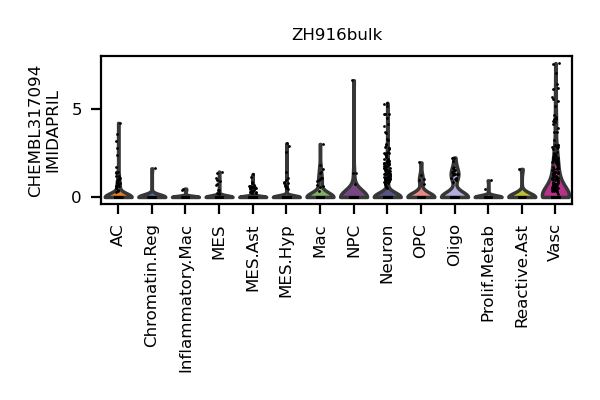 ZH916bulk
CHEMBL317094
IMIDAPRIL
5
0
AC
Chromatin.Reg
Inflammatory.Mac
MES
MES.Ast
MES.Hyp
Mac
NPC
Neuron
OPC
Oligo
Prolif.Metab
Reactive.Ast
Vasc